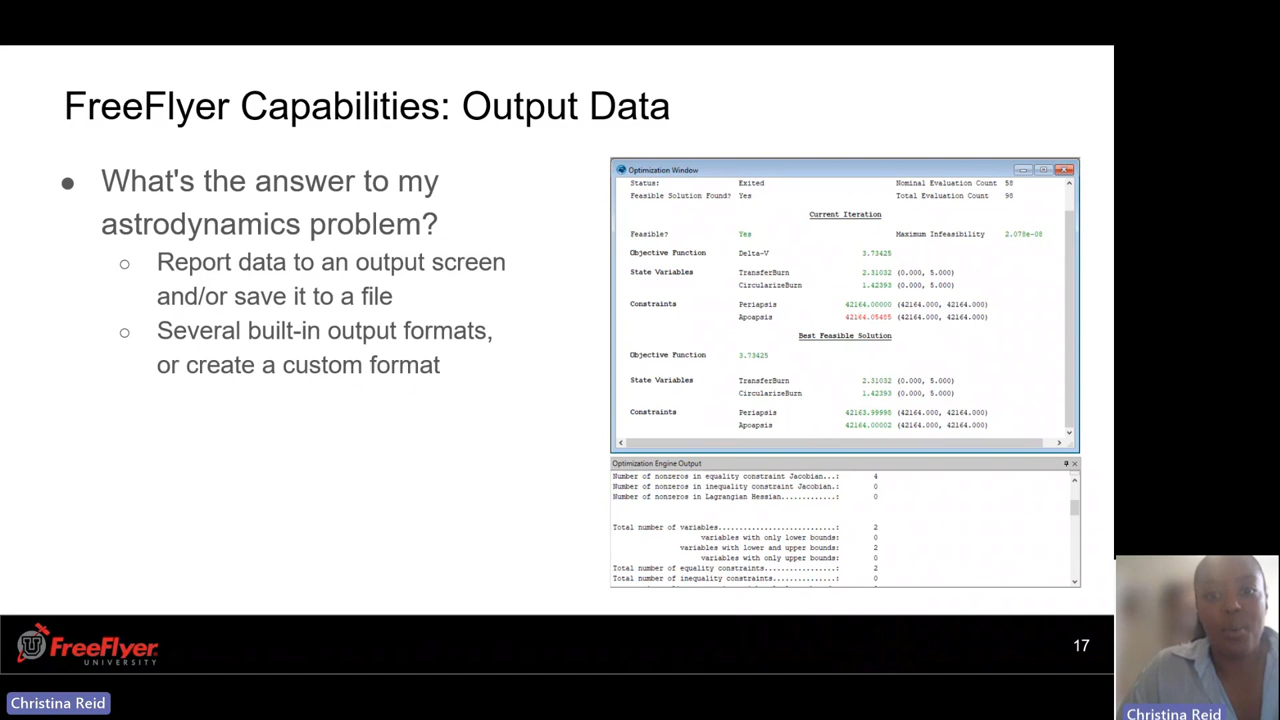 FreeFlyer Capabilities: Output Data
● What's the answer to my
astrodynamics problem?
○ Report data to an output screen
and/or save it to a file
○ Several built-in output formats,
or create a custom format
Optimization Window
Status: Exited Nominal Evaluation Count 58
Feasible Solution Found? Yes Total Evaluation Count 98
Current Iteration
Feasible? Yes Maximum Infeasibility 2.078e-08
Objective Function Delta-V 3.73425
State Variables TransferBurn 2.31032 (0.000, 5.000)
CircularizeBurn 1.42393 (0.000, 5.000)
Constraints Periapsis 42164.00000 (42164.000, 42164.000)
Apoapsis 42164.05485 (42164.000, 42164.000)
Best Feasible Solution
Objective Function 3.73425
State Variables TransferBurn 2.31032 (0.000, 5.000)
CircularizeBurn 1.42393 (0.000, 5.000)
Constraints Periapsis 42163.99998 (42164.000, 42164.000)
Apoapsis 42164.00002 (42164.000, 42164.000)
Optimization Engine Output
Number of nonzeros in equality constraint Jacobian...: 4
Number of nonzeros in inequality constraint Jacobian.: 0
Number of nonzeros in Lagrangian Hessian.............: 0
Total number of variables............................: 2
variables with only lower bounds: 0
variables with lower and upper bounds: 2
variables with only upper bounds: 0
Total number of equality constraints.................: 2
Total number of inequality constraints...............: 0
FreeFlyer
UNIVERSITY
17
Christina Reid
Christina Reid